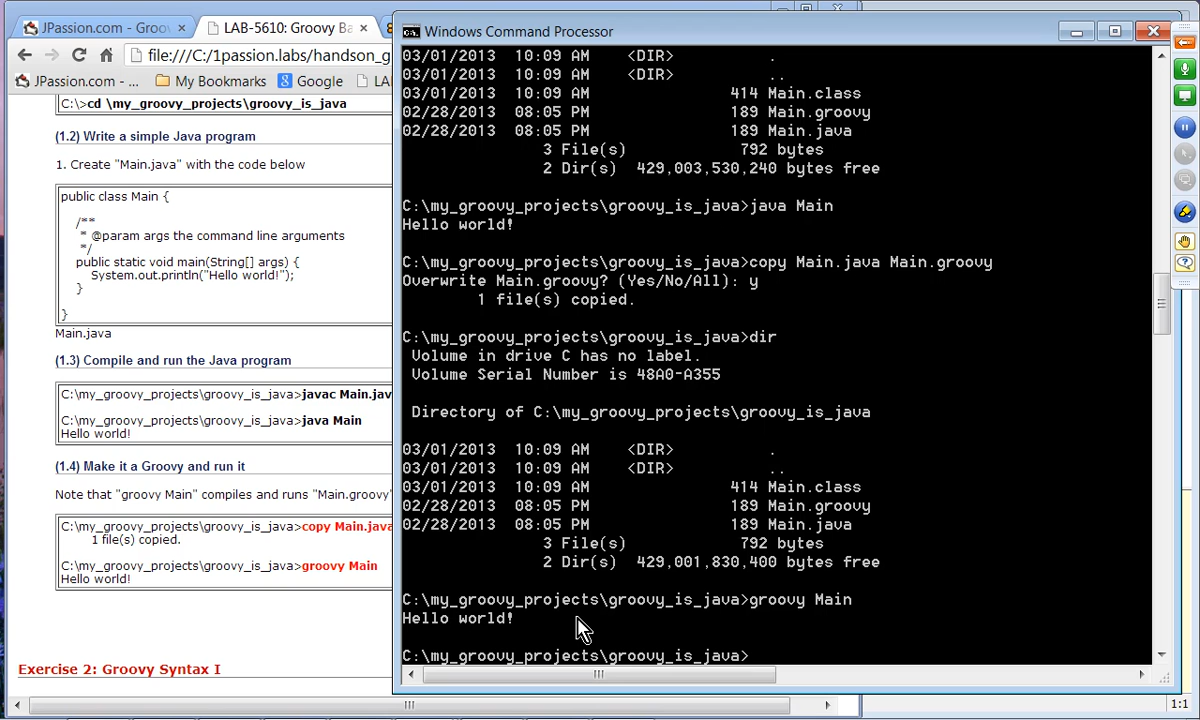 JPassion.com - Groo
LAB-5610: Groovy Ba
file:///C:/1passion.labs/handson_g
JPassion.com - ...
My Bookmarks
Google
LA
C:\>cd \my_groovy_projects\groovy_is_java
(1.2) Write a simple Java program
1. Create "Main.java" with the code below
public class Main {
/**
* @param args the command line arguments
*/
public static void main(String[] args) {
System.out.println("Hello world!");
}
}
Main.java
(1.3) Compile and run the Java program
C:\my_groovy_projects\groovy_is_java>javac Main.jav
C:\my_groovy_projects\groovy_is_java>java Main
Hello world!
(1.4) Make it a Groovy and run it
Note that "groovy Main" compiles and runs "Main.groovy"
C:\my_groovy_projects\groovy_is_java>copy Main.java
1 file(s) copied.
C:\my_groovy_projects\groovy_is_java>groovy Main
Hello world!
Exercise 2: Groovy Syntax I
Windows Command Processor
03/01/2013  10:09 AM    <DIR>          .
03/01/2013  10:09 AM    <DIR>          ..
03/01/2013  10:09 AM               414 Main.class
02/28/2013  08:05 PM               189 Main.groovy
02/28/2013  08:05 PM               189 Main.java
3 File(s)            792 bytes
2 Dir(s)  429,003,530,240 bytes free
C:\my_groovy_projects\groovy_is_java>java Main
Hello world!
C:\my_groovy_projects\groovy_is_java>copy Main.java Main.groovy
Overwrite Main.groovy? (Yes/No/All): y
1 file(s) copied.
C:\my_groovy_projects\groovy_is_java>dir
Volume in drive C has no label.
Volume Serial Number is 48A0-A355
Directory of C:\my_groovy_projects\groovy_is_java
03/01/2013  10:09 AM    <DIR>          .
03/01/2013  10:09 AM    <DIR>          ..
03/01/2013  10:09 AM               414 Main.class
02/28/2013  08:05 PM               189 Main.groovy
02/28/2013  08:05 PM               189 Main.java
3 File(s)            792 bytes
2 Dir(s)  429,001,830,400 bytes free
C:\my_groovy_projects\groovy_is_java>groovy Main
Hello world!
C:\my_groovy_projects\groovy_is_java>
1:1